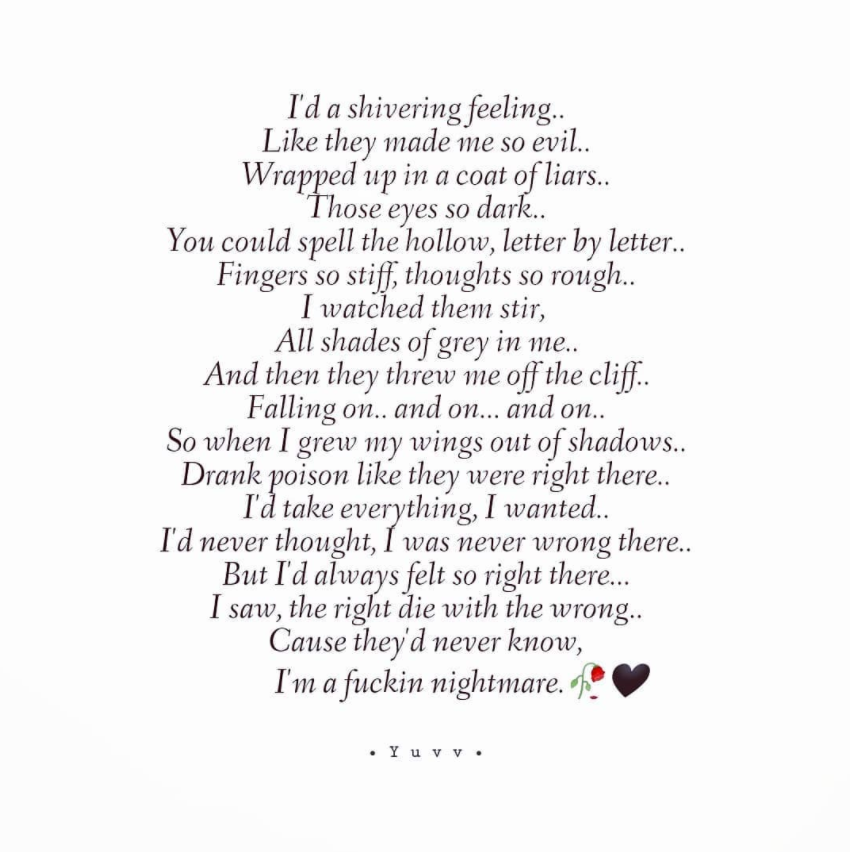 I'd a shivering feeling..
Like they made me so evil..
Wrapped up in a coat of liars..
Those eyes so dark..
You could spell the hollow, letter by letter..
Fingers so stiff, thoughts so rough..
I watched them stir,
All shades of grey in me..
And then they threw me off the cliff..
Falling on.. and on... and on..
So when I grew my wings out of shadows..
Drank poison like they were right there..
I'd take everything, I wanted..
I'd never thought, I was never wrong there..
But I'd always felt so right there...
I saw, the right die with the wrong..
Cause they'd never know,
I'm a fuckin nightmare.🥀🖤
• Y u v v •